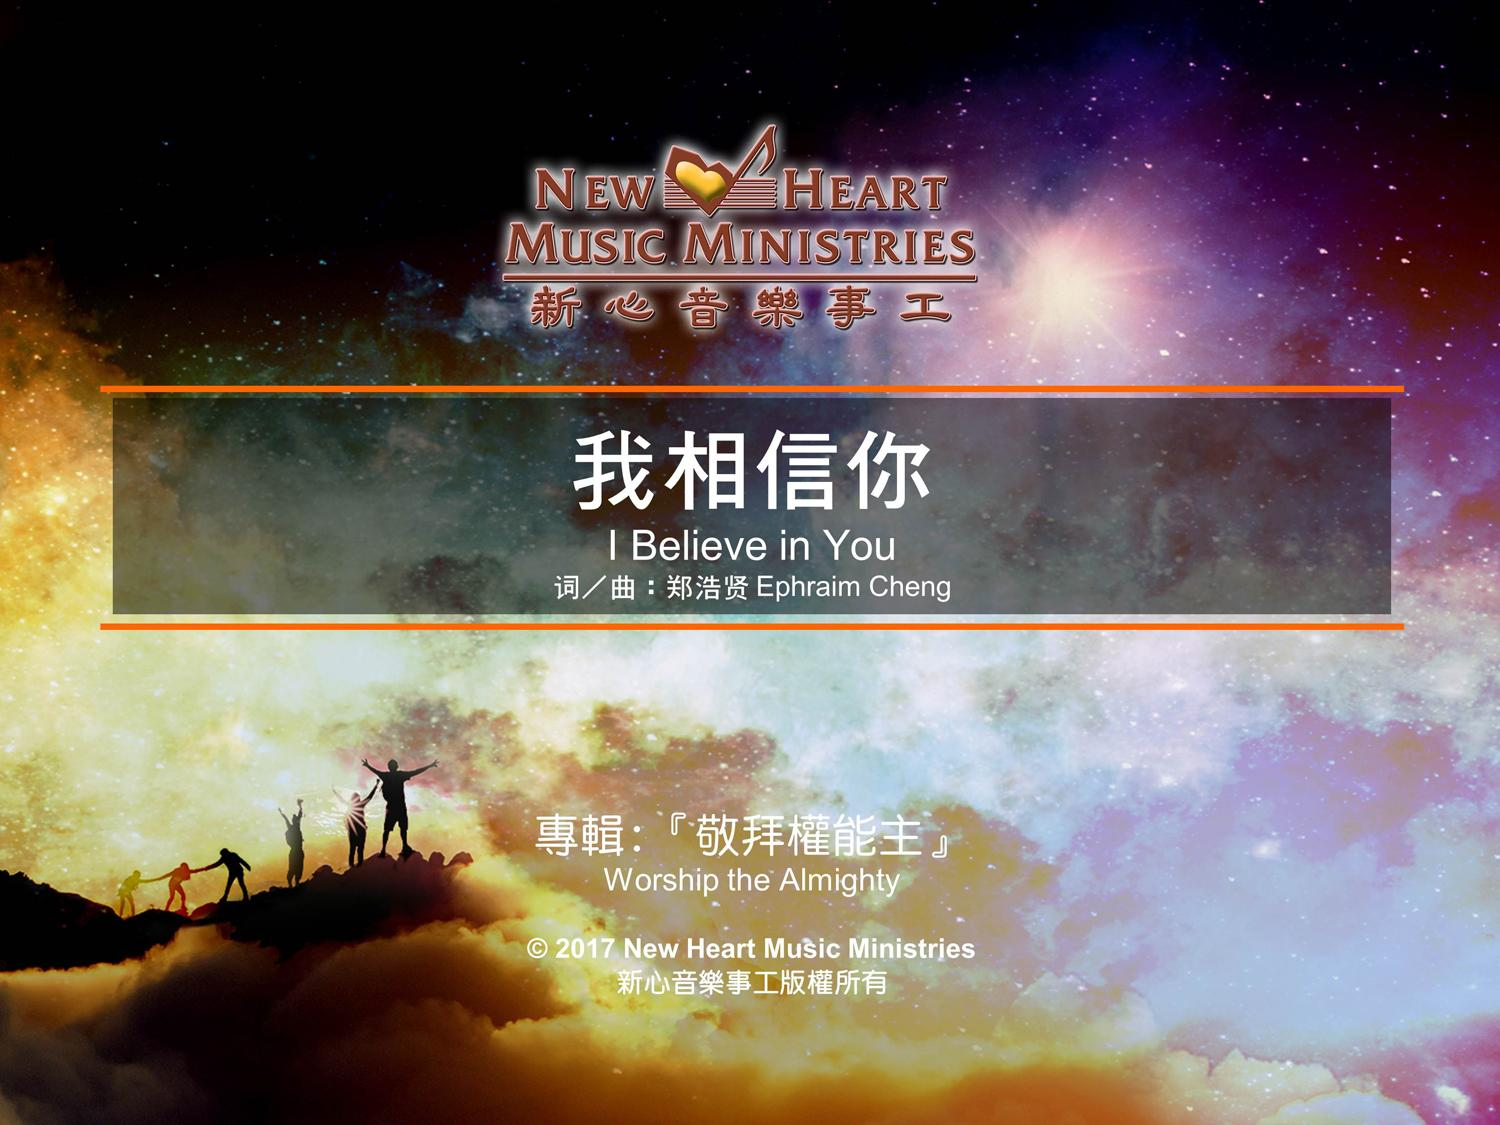 NEW HEART
MUSIC MINISTRIES
新心音樂事工
我相信你
I Believe in You
词／曲：郑浩贤 Ephraim Cheng
專輯：『敬拜權能主』
Worship the Almighty
© 2017 New Heart Music Ministries
新心音樂事工版權所有